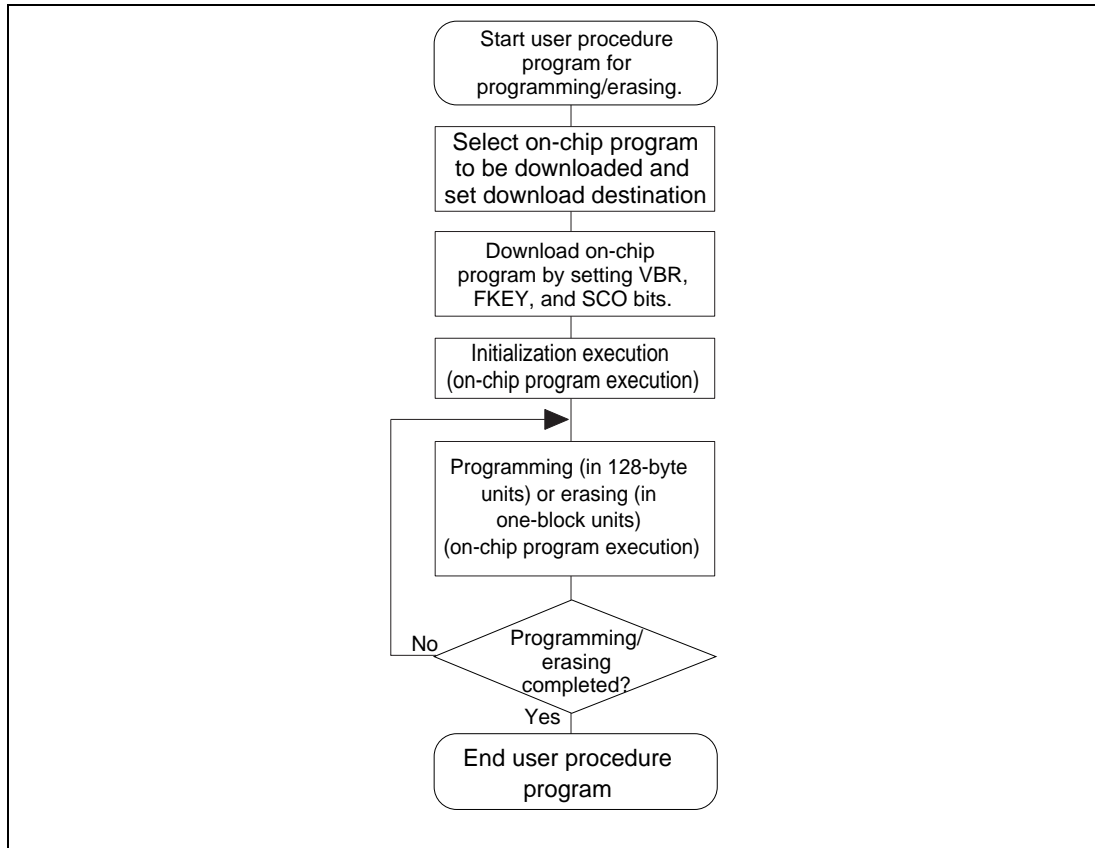 Start user procedure
program for
programming/erasing.
Select on-chip program
to be downloaded and
set download destination
Download on-chip
program by setting VBR,
FKEY, and SCO bits.
Initialization execution
(on-chip program execution)
Programming (in 128-byte
units) or erasing (in
one-block units)
(on-chip program execution)
No
Programming/
erasing
completed?
Yes
End user procedure
program